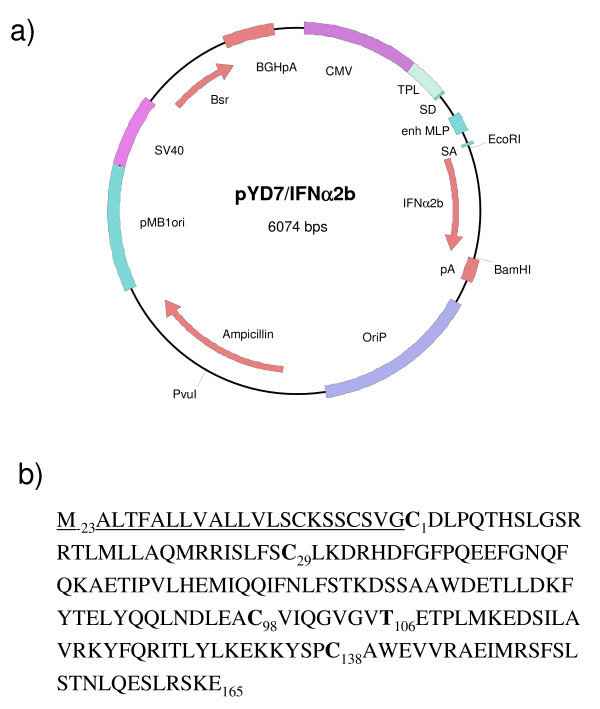 a)
BGHpA
CMV
TPL
SD
Bsr
enh MLP
EcoRI
SA
SV40
pYD7/IFNα2b
IFNα2b
6074 bps
pMB1ori
pA
BamHI
Ampicillin
OriP
PvuI
b)
M-23ALTFALLVALLVLSCKSSCSVGC1DLPQTHSLGSRR
RTLMLLAQMRRISLFSC29LKDRHDFGFPQEEFGNQF
QKAETIPVLHEMIQQIFNLFSTKDSSAAWDETLLDKF
YTELYQQLNDLEAC98VIQGVGVT106ETPLMKEDSILA
VRKYFQRITLYLKEKKYSPC138AWEVVRAEIMRSFSL
STNLQESLRSKE165